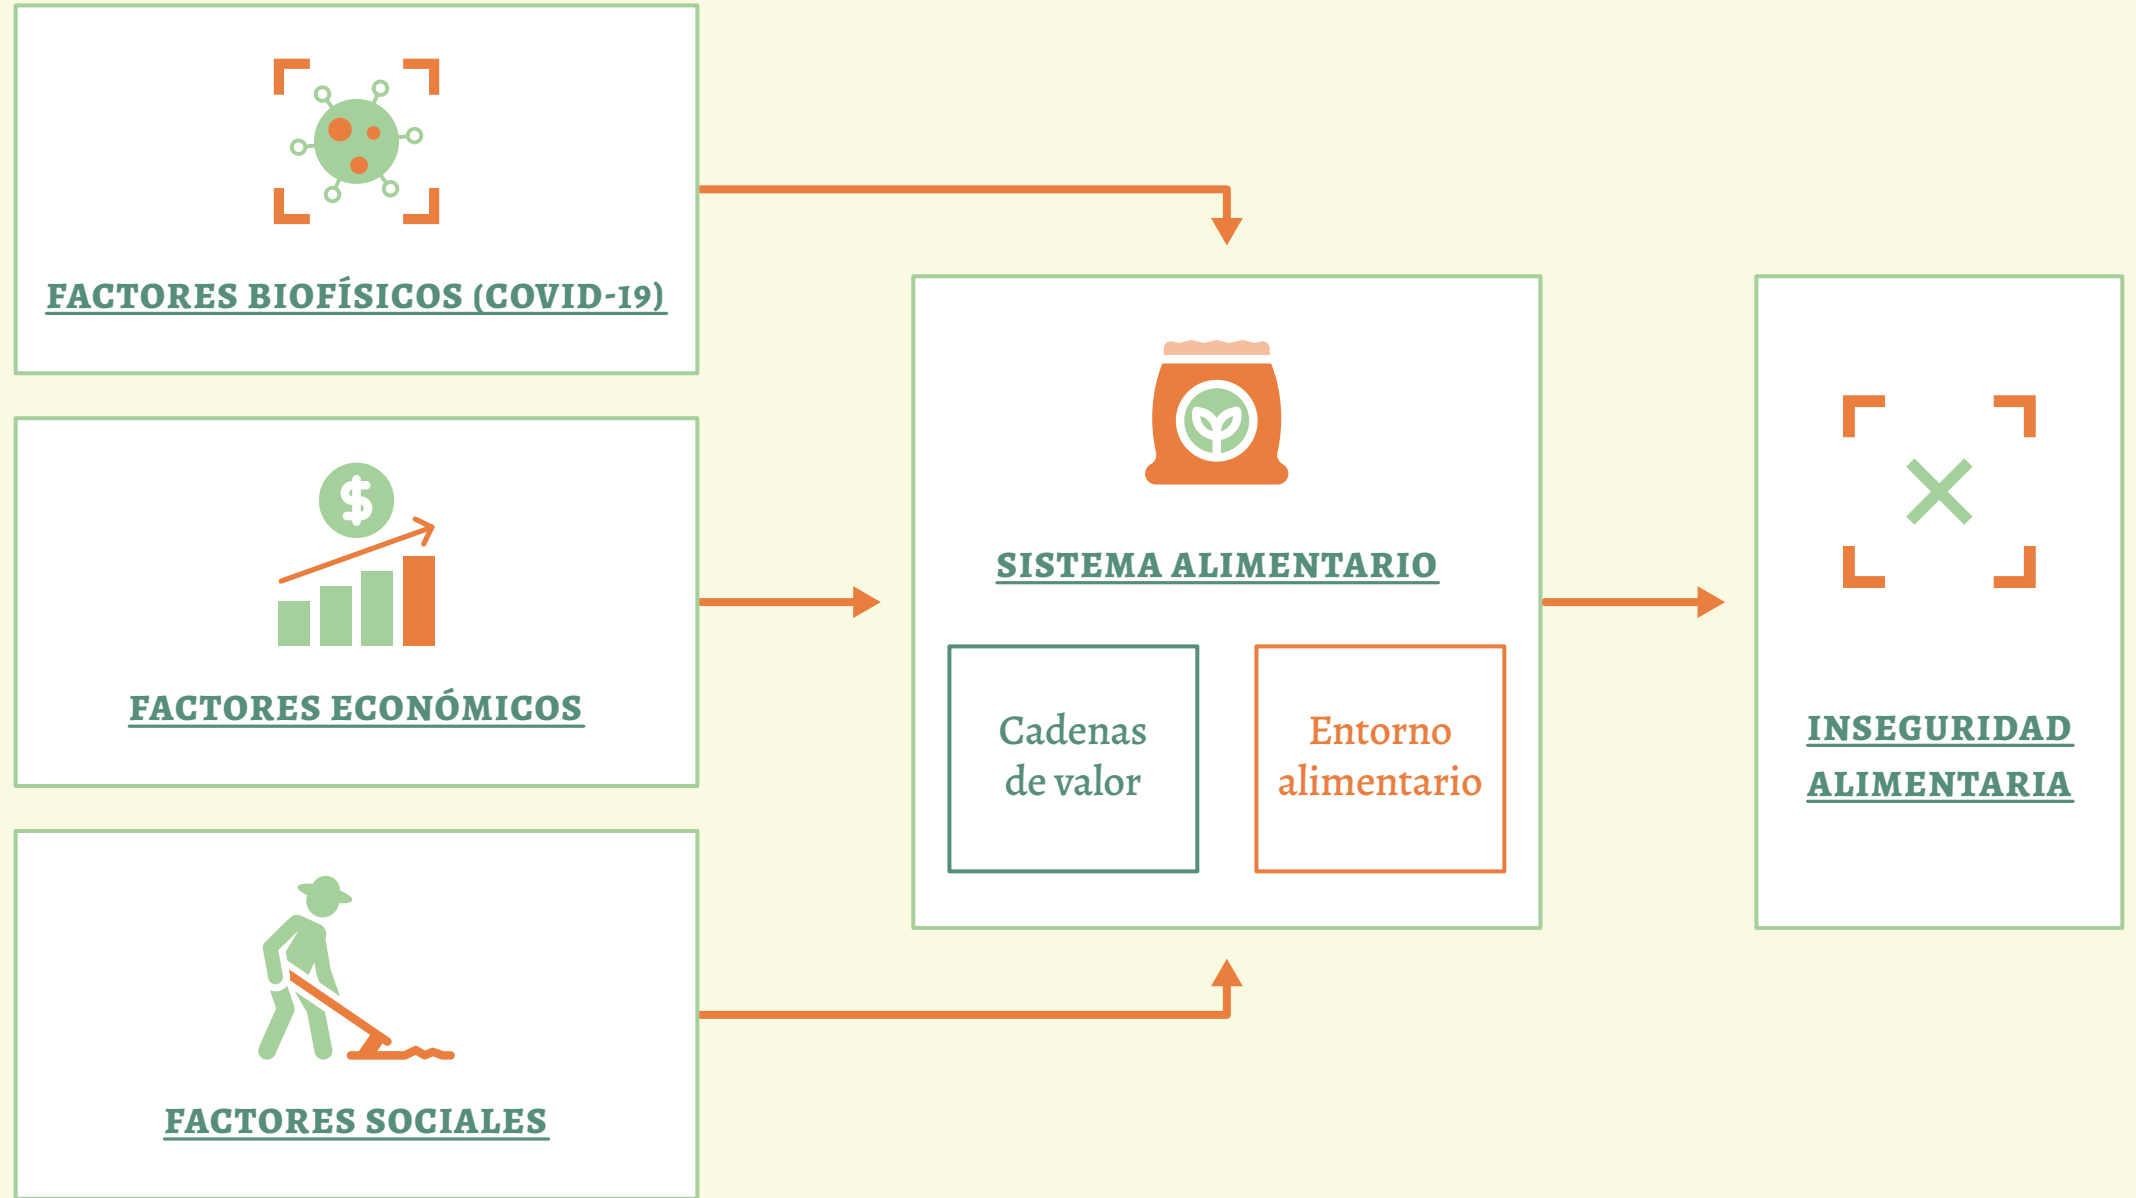 FACTORES BIOFÍSICOS (COVID-19)
FACTORES ECONÓMICOS
FACTORES SOCIALES
SISTEMA ALIMENTARIO
Cadenas
de valor
Entorno
alimentario
INSEGURIDAD
ALIMENTARIA